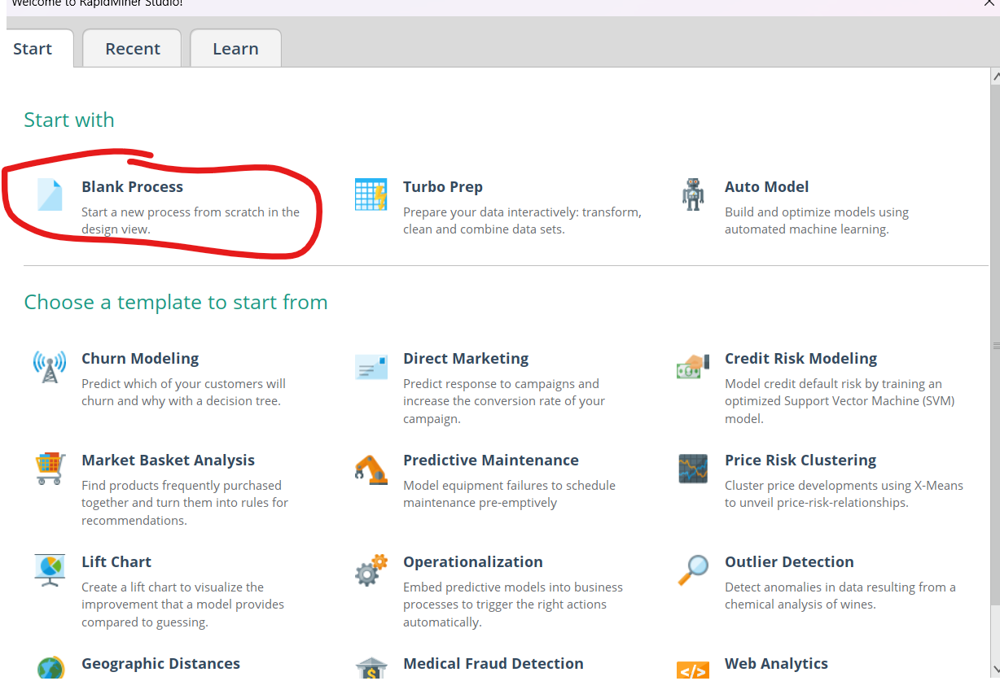 Welcome to RapidMiner Studio!
Start
Recent
Learn
Start with
Blank Process
Start a new process from scratch in the
design view.
Turbo Prep
Prepare your data interactively: transform,
clean and combine data sets.
Auto Model
Build and optimize models using
automated machine learning.
Choose a template to start from
Churn Modeling
Predict which of your customers will
churn and why with a decision tree.
Direct Marketing
Predict response to campaigns and
increase the conversion rate of your
campaign.
Credit Risk Modeling
Model credit default risk by training an
optimized Support Vector Machine (SVM)
model.
Market Basket Analysis
Find products frequently purchased
together and turn them into rules for
recommendations.
Predictive Maintenance
Model equipment failures to schedule
maintenance pre-emptively
Price Risk Clustering
Cluster price developments using X-Means
to unveil price-risk-relationships.
Lift Chart
Create a lift chart to visualize the
improvement that a model provides
compared to guessing.
Operationalization
Embed predictive models into business
processes to trigger the right actions
automatically.
Outlier Detection
Detect anomalies in data resulting from a
chemical analysis of wines.
Geographic Distances
Medical Fraud Detection
Web Analytics